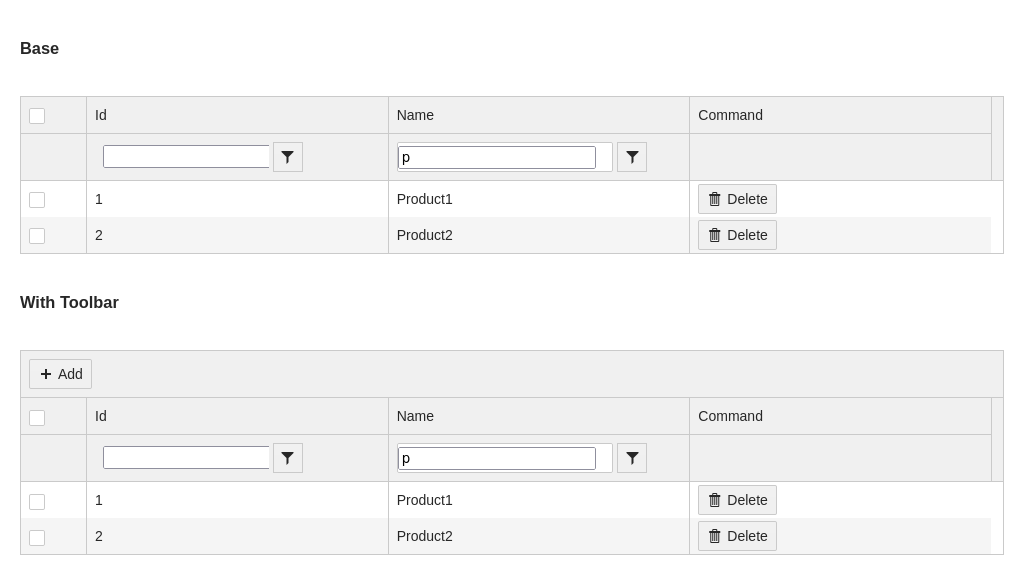 Base
Id Name Command
p
1 Product1 Delete
2 Product2 Delete
With Toolbar
Add
Id Name Command
p
1 Product1 Delete
2 Product2 Delete